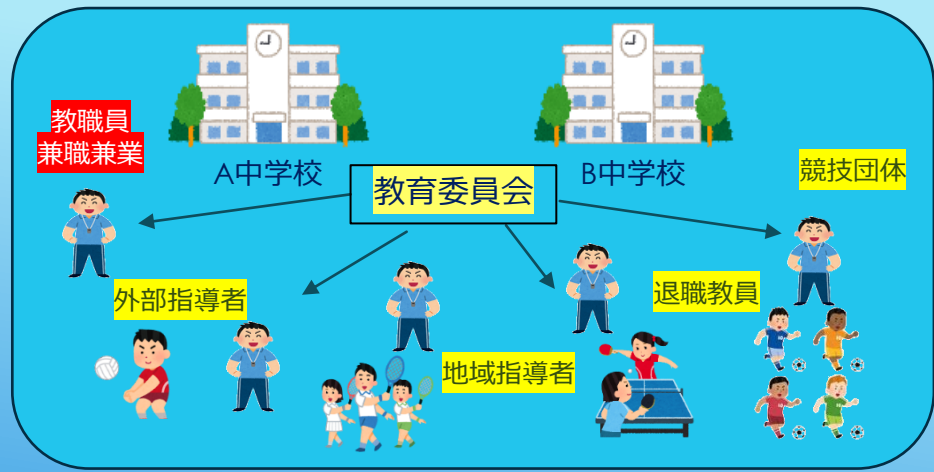 教職員
兼職兼業
A中学校
教育委員会
B中学校
競技団体
外部指導者
退職教員
地域指導者